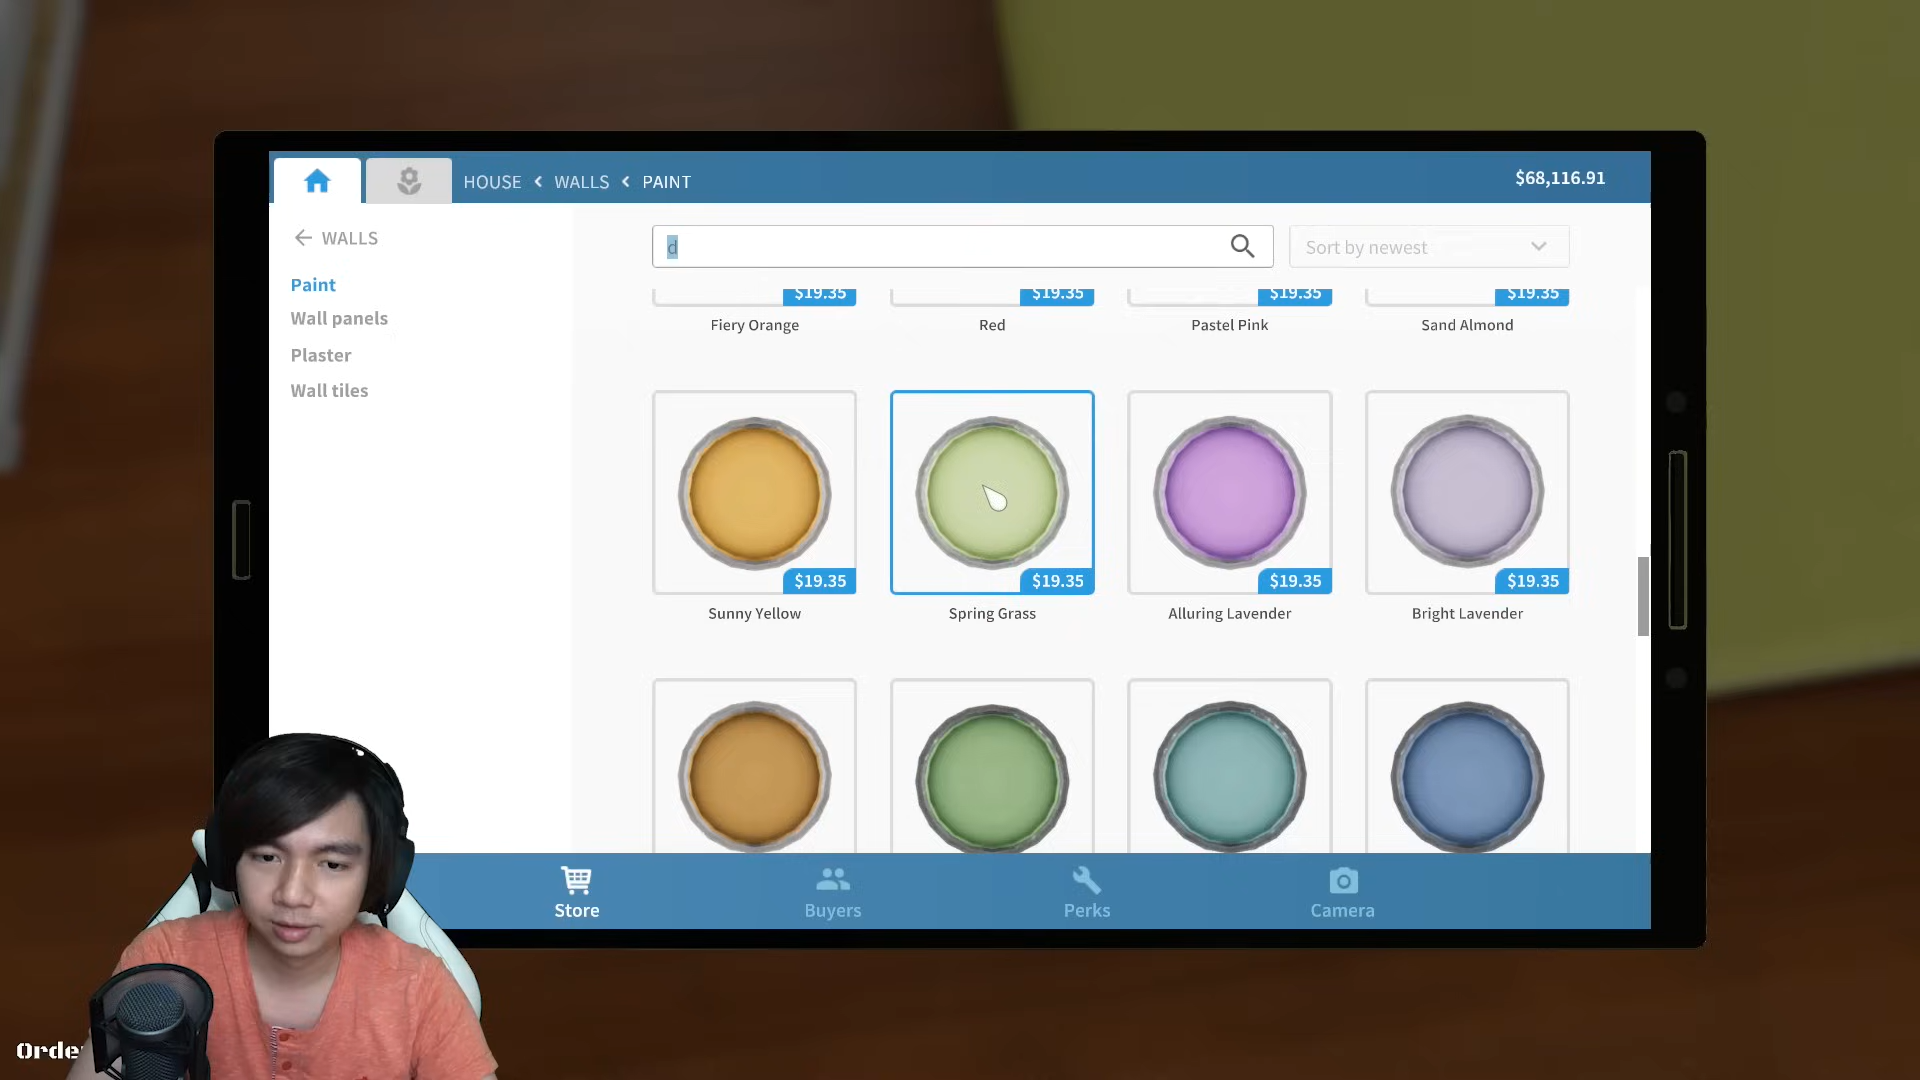 HOUSE < WALLS < PAINT
$68,116.91
WALLS
Paint
Wall panels
Plaster
Wall tiles
d
Sort by newest
$19.35 $19.35 $19.35 $19.35
Fiery Orange Red Pastel Pink Sand Almond
$19.35 $19.35 $19.35 $19.35
Sunny Yellow Spring Grass Alluring Lavender Bright Lavender
Store Buyers Perks Camera
Orde